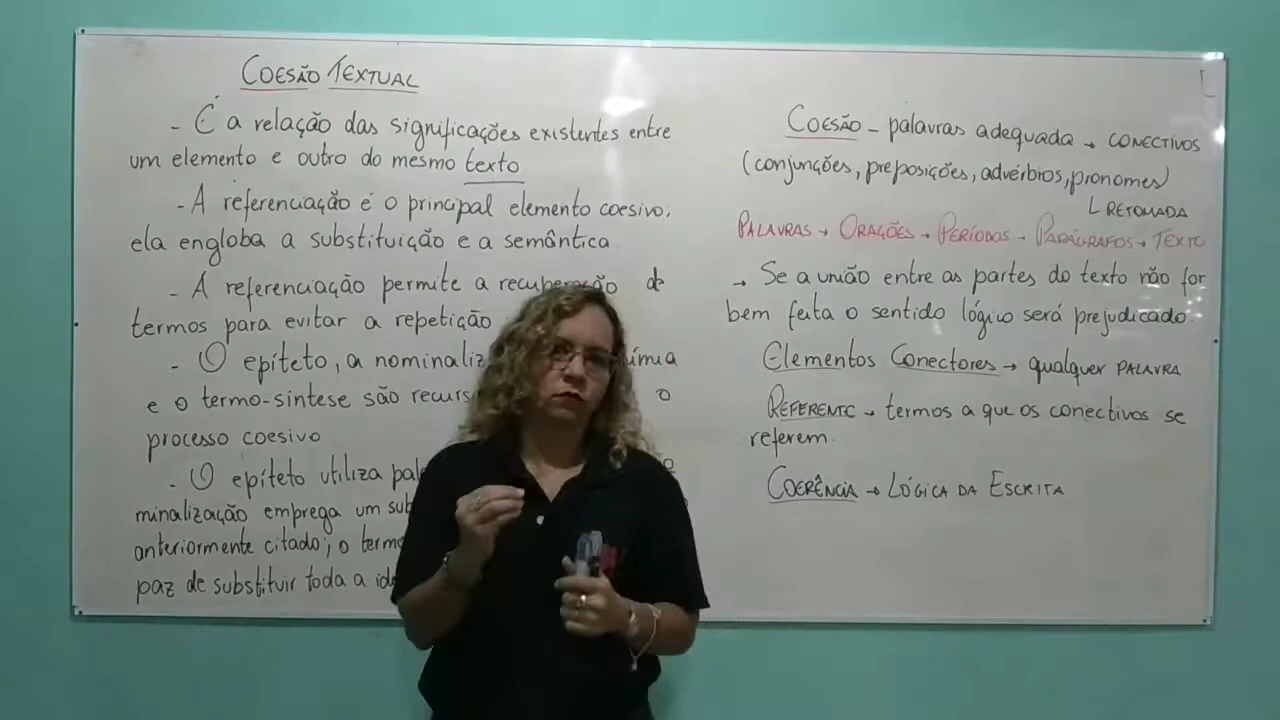 COESÃO TEXTUAL
- É a relação das significações existentes entre
um elemento e outro do mesmo texto
- A referenciação é o principal elemento coesivo,
ela engloba a substituição e a semântica
- A referenciação permite a recuperação de
termos para evitar a repetição
- O epíteto, a nominaliz
e o termo-síntese são recurs o
processo coesivo
- O epíteto utiliza pal
minalização emprega um sub
anteriormente citado; o termo
paz de substituir toda a id
COESÃO - palavras adequada → CONECTIVOS
(conjunções, preposições, advérbios, pronomes)
RETOMADA
PALAVRAS → ORAÇÕES → PERÍODOS → PARÁGRAFOS → TEXTO
→ Se a união entre as partes do texto não for
bem feita o sentido lógico será prejudicado.
Elementos Conectores → qualquer PALAVRA
REFERENTE → termos a que os conectivos se
referem.
COERÊNCIA → LÓGICA DA ESCRITA